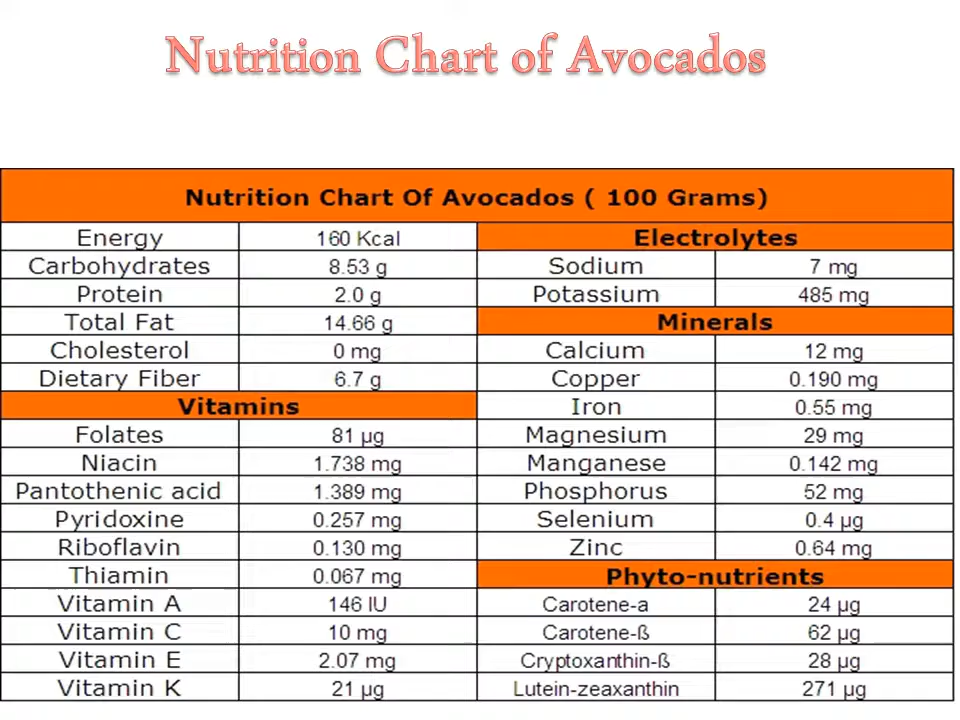 Nutrition Chart of Avocados
Nutrition Chart Of Avocados ( 100 Grams)
Energy 160 Kcal
Carbohydrates 8.53 g
Protein 2.0 g
Total Fat 14.66 g
Cholesterol 0 mg
Dietary Fiber 6.7 g
Vitamins
Folates 81 µg
Niacin 1.738 mg
Pantothenic acid 1.389 mg
Pyridoxine 0.257 mg
Riboflavin 0.130 mg
Thiamin 0.067 mg
Vitamin A 146 IU
Vitamin C 10 mg
Vitamin E 2.07 mg
Vitamin K 21 µg
Electrolytes
Sodium 7 mg
Potassium 485 mg
Minerals
Calcium 12 mg
Copper 0.190 mg
Iron 0.55 mg
Magnesium 29 mg
Manganese 0.142 mg
Phosphorus 52 mg
Selenium 0.4 µg
Zinc 0.64 mg
Phyto-nutrients
Carotene-a 24 µg
Carotene-ß 62 µg
Cryptoxanthin-ß 28 µg
Lutein-zeaxanthin 271 µg